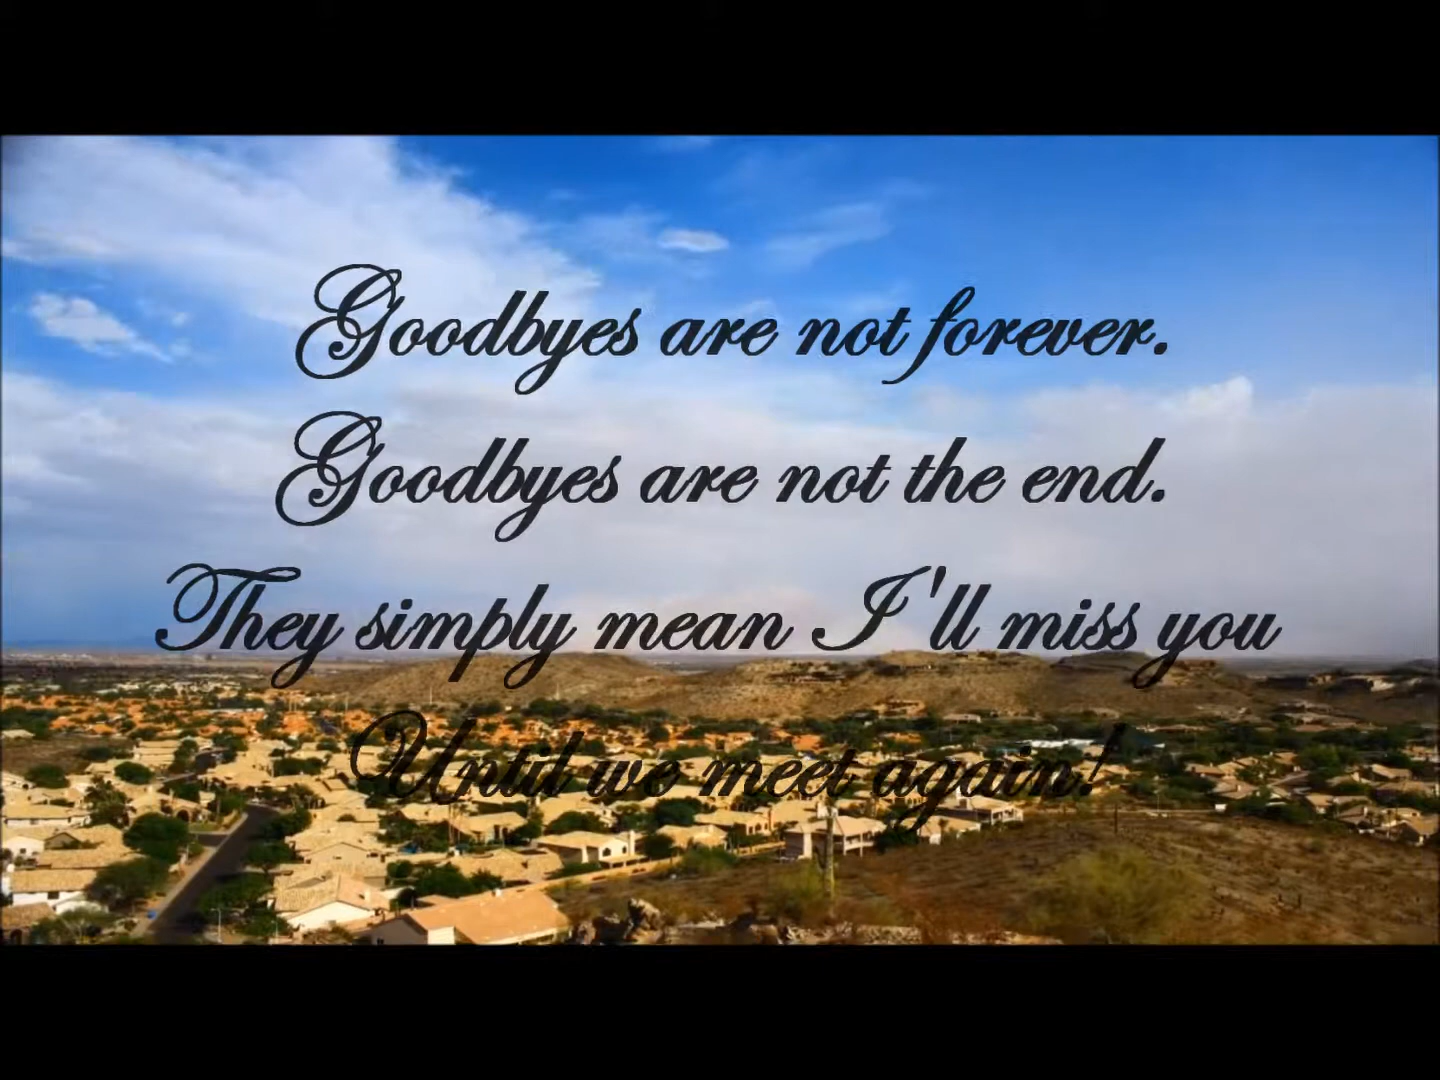 Goodbyes are not forever.
Goodbyes are not the end.
They simply mean I'll miss you
Until we meet again!